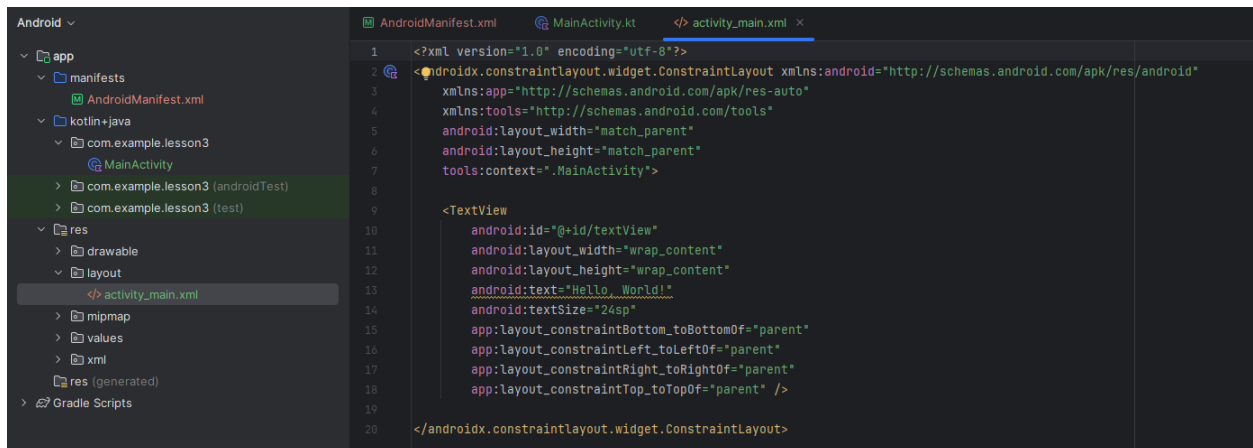 Android
app
manifests
AndroidManifest.xml
kotlin+java
com.example.lesson3
MainActivity
com.example.lesson3 (androidTest)
com.example.lesson3 (test)
res
drawable
layout
activity_main.xml
mipmap
values
xml
res (generated)
Gradle Scripts
AndroidManifest.xml MainActivity.kt activity_main.xml
1 <?xml version="1.0" encoding="utf-8"?>
2 <androidx.constraintlayout.widget.ConstraintLayout xmlns:android="http://schemas.android.com/apk/res/android"
3 xmlns:app="http://schemas.android.com/apk/res-auto"
4 xmlns:tools="http://schemas.android.com/tools"
5 android:layout_width="match_parent"
6 android:layout_height="match_parent"
7 tools:context=".MainActivity">
8
9 <TextView
10 android:id="@+id/textView"
11 android:layout_width="wrap_content"
12 android:layout_height="wrap_content"
13 android:text="Hello, World!"
14 android:textSize="24sp"
15 app:layout_constraintBottom_toBottomOf="parent"
16 app:layout_constraintLeft_toLeftOf="parent"
17 app:layout_constraintRight_toRightOf="parent"
18 app:layout_constraintTop_toTopOf="parent" />
19
20 </androidx.constraintlayout.widget.ConstraintLayout>